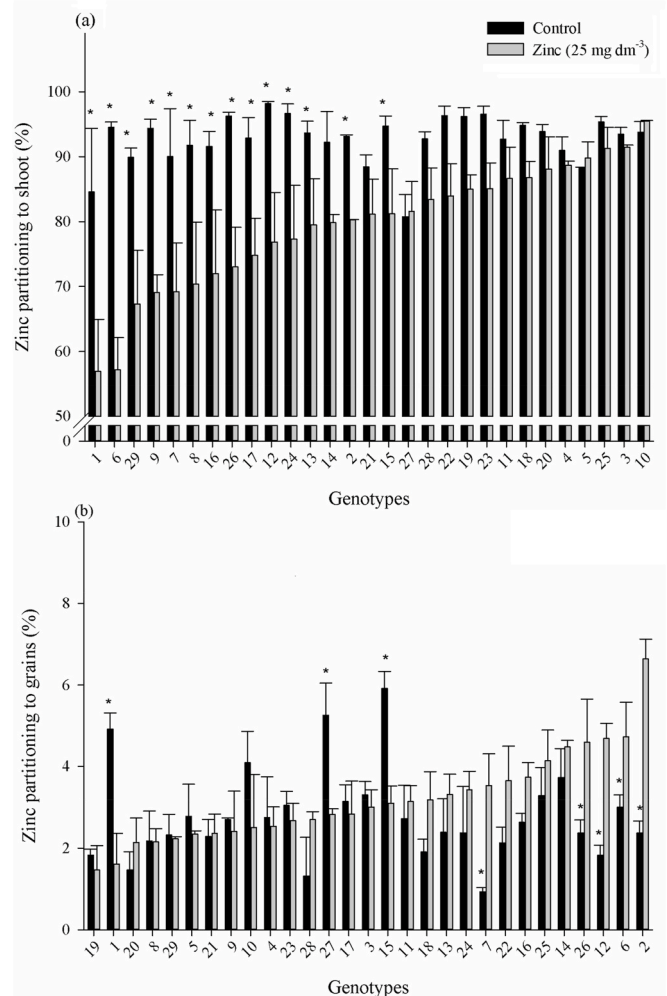 (a)
Control
Zinc (25 mg dm⁻³)
Zinc partitioning to shoot (%)
100
90
80
70
60
50
0
* * * * * * * * * * * * * *
1 6 29 9 7 8 16 26 17 12 24 13 14 2 21 15 27 28 22 19 23 11 18 20 4 5 25 3 10
Genotypes
(b)
Zinc partitioning to grains (%)
10
8
6
4
2
0
* * * * * * * *
19 1 20 8 29 5 21 9 10 4 23 28 27 17 3 15 11 18 13 24 7 22 16 25 14 26 12 6 2
Genotypes